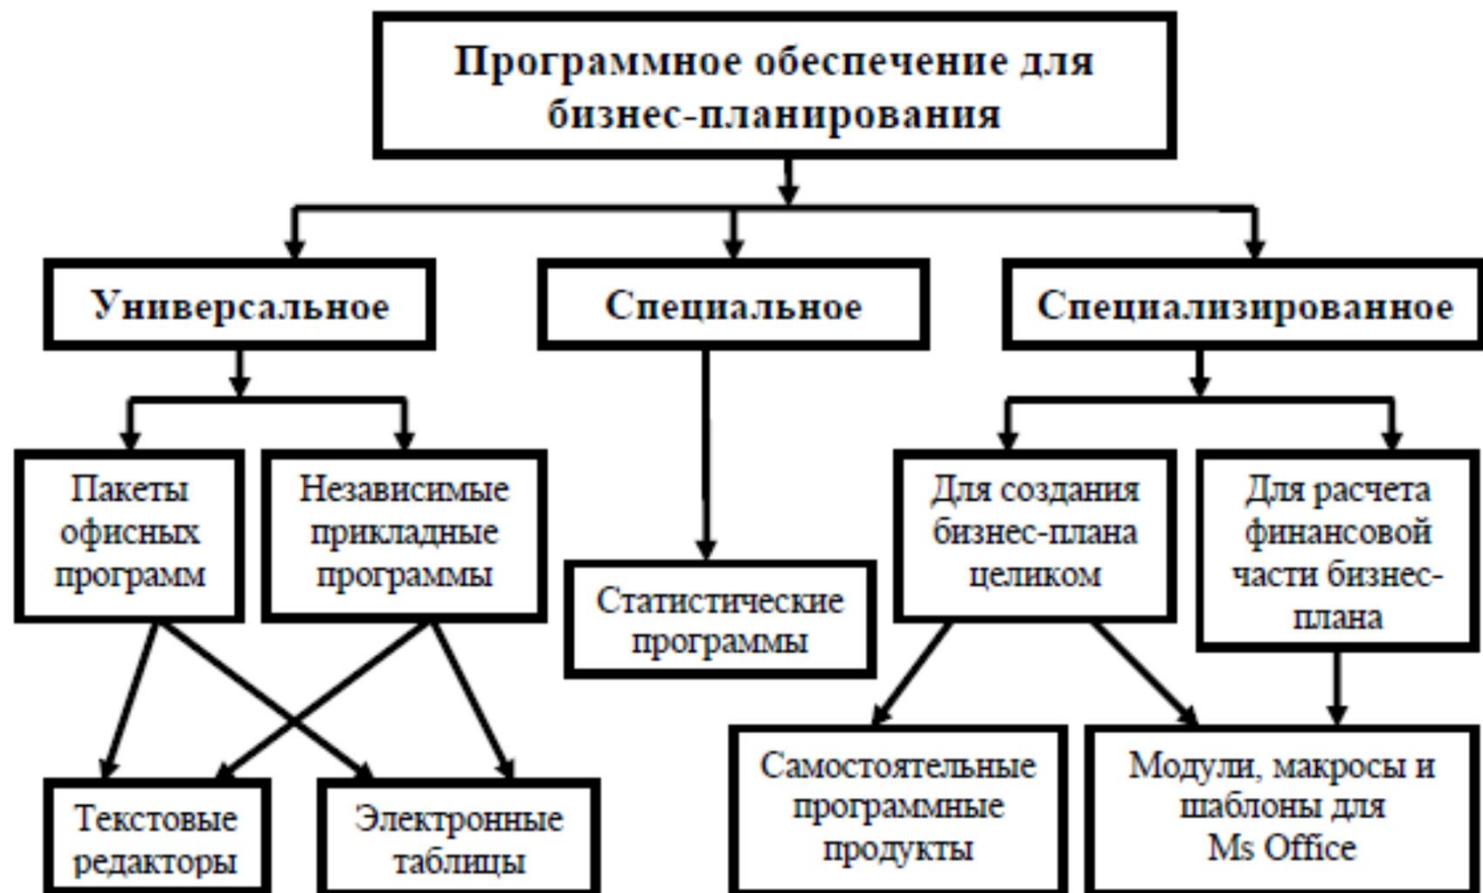 Программное обеспечение для
бизнес-планирования
Универсальное
Специальное
Специализированное
Пакеты
офисных
программ
Независимые
прикладные
программы
Статистические
программы
Для создания
бизнес-плана
целиком
Для расчета
финансовой
части бизнес-
плана
Текстовые
редакторы
Электронные
таблицы
Самостоятельные
программные
продукты
Модули, макросы и
шаблоны для
Ms Office